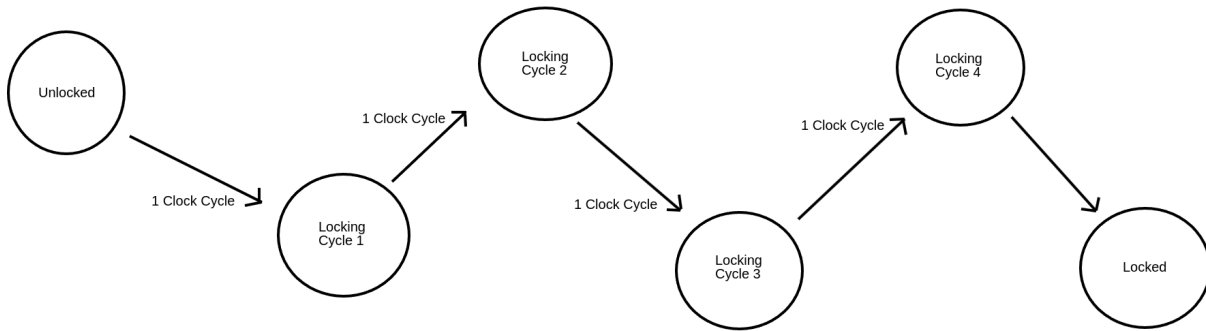 Unlocked
1 Clock Cycle
Locking
Cycle 1
1 Clock Cycle
Locking
Cycle 2
1 Clock Cycle
Locking
Cycle 3
1 Clock Cycle
Locking
Cycle 4
Locked